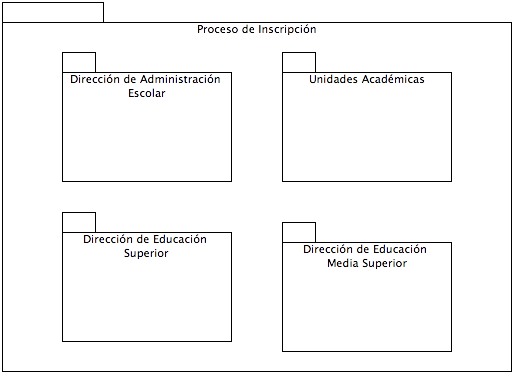 Proceso de Inscripción
Dirección de Administración
Escolar
Unidades Académicas
Dirección de Educación
Superior
Dirección de Educación
Media Superior